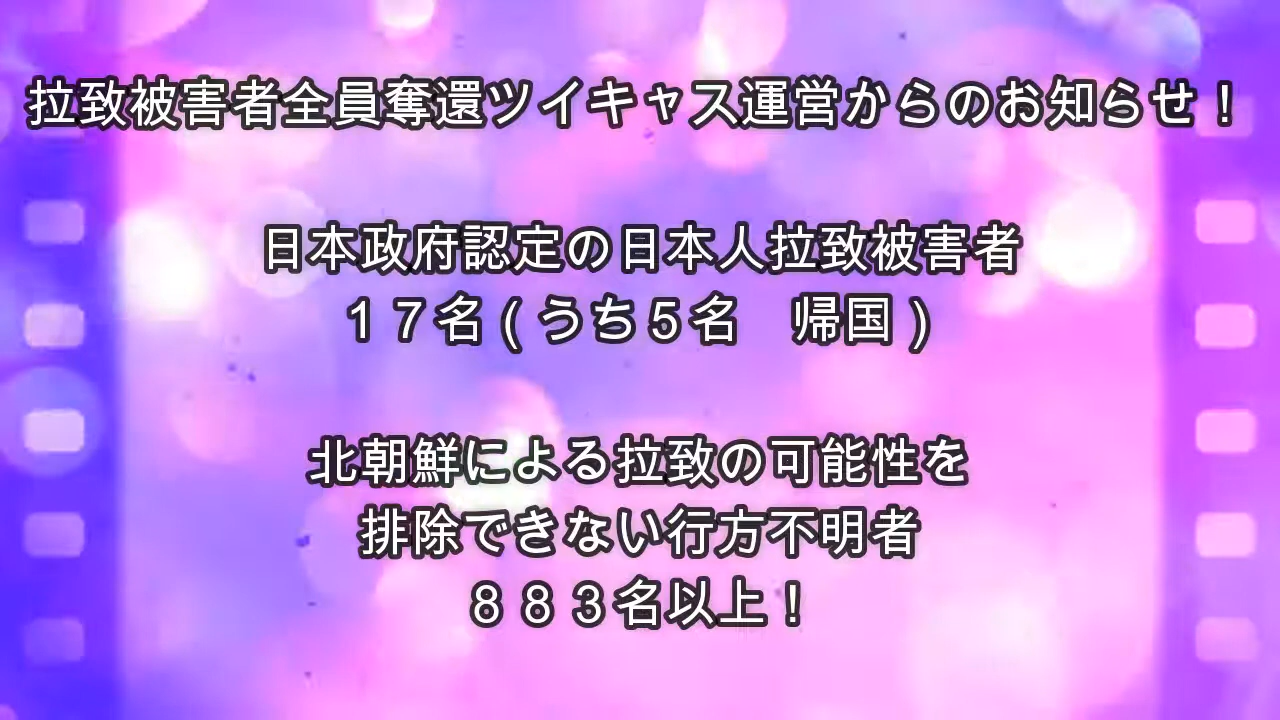 拉致被害者全員奪還ツイキャス運営からのお知らせ！
日本政府認定の日本人拉致被害者
１７名（うち５名　帰国）
北朝鮮による拉致の可能性を
排除できない行方不明者
８８３名以上！